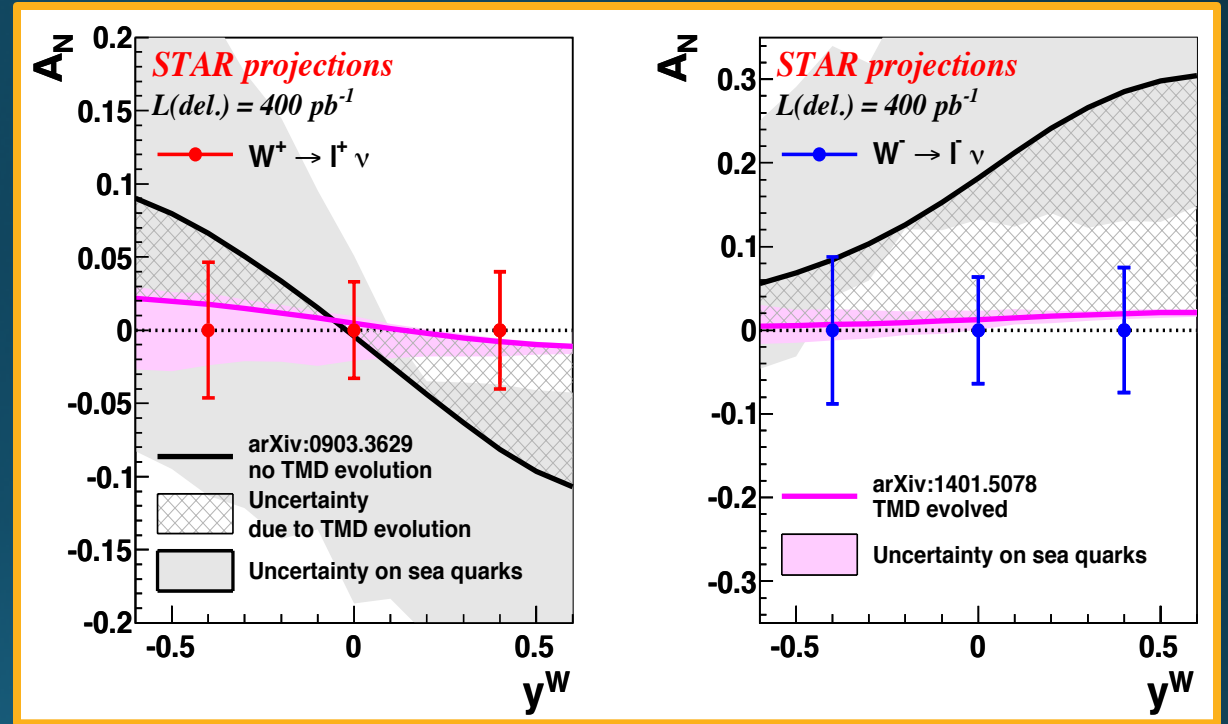 A_N
0.2
0.15
0.1
0.05
0
-0.05
-0.1
-0.15
-0.2
STAR projections
L(del.) = 400 pb⁻¹
W⁺ → l⁺ ν
arXiv:0903.3629
no TMD evolution
Uncertainty
due to TMD evolution
Uncertainty on sea quarks
-0.5 0 0.5
yᵂ
A_N
0.3
0.2
0.1
0
-0.1
-0.2
-0.3
STAR projections
L(del.) = 400 pb⁻¹
W⁻ → l⁻ ν
arXiv:1401.5078
TMD evolved
Uncertainty on sea quarks
-0.5 0 0.5
yᵂ